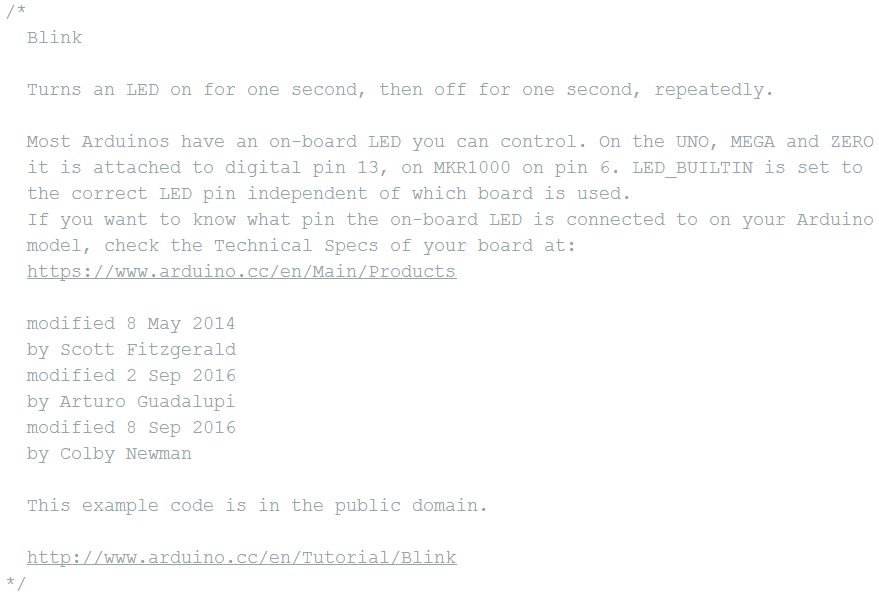 /*
Blink
Turns an LED on for one second, then off for one second, repeatedly.
Most Arduinos have an on-board LED you can control. On the UNO, MEGA and ZERO
it is attached to digital pin 13, on MKR1000 on pin 6. LED_BUILTIN is set to
the correct LED pin independent of which board is used.
If you want to know what pin the on-board LED is connected to on your Arduino
model, check the Technical Specs of your board at:
https://www.arduino.cc/en/Main/Products
modified 8 May 2014
by Scott Fitzgerald
modified 2 Sep 2016
by Arturo Guadalupi
modified 8 Sep 2016
by Colby Newman
This example code is in the public domain.
http://www.arduino.cc/en/Tutorial/Blink
*/